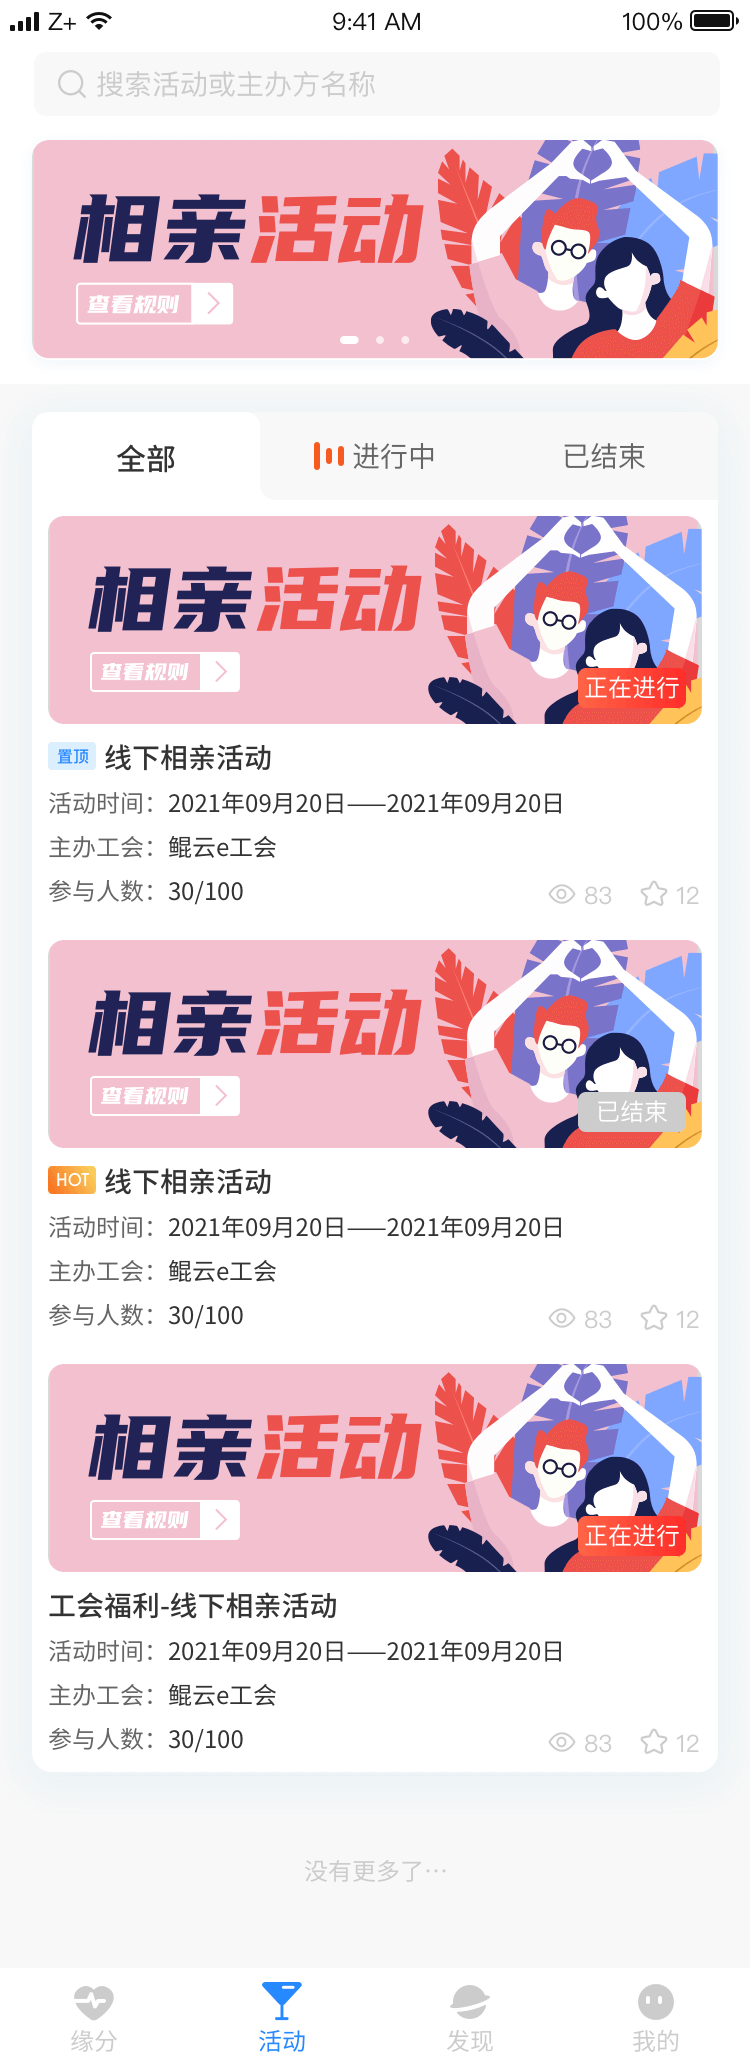 Z+ 9:41 AM 100%
搜索活动或主办方名称
相亲活动
查看规则
全部 进行中 已结束
相亲活动
查看规则
正在进行
置顶 线下相亲活动
活动时间：2021年09月20日——2021年09月20日
主办工会：鲲云e工会
参与人数：30/100 83 12
相亲活动
查看规则
已结束
HOT 线下相亲活动
活动时间：2021年09月20日——2021年09月20日
主办工会：鲲云e工会
参与人数：30/100 83 12
相亲活动
查看规则
正在进行
工会福利-线下相亲活动
活动时间：2021年09月20日——2021年09月20日
主办工会：鲲云e工会
参与人数：30/100 83 12
没有更多了…
缘分 活动 发现 我的